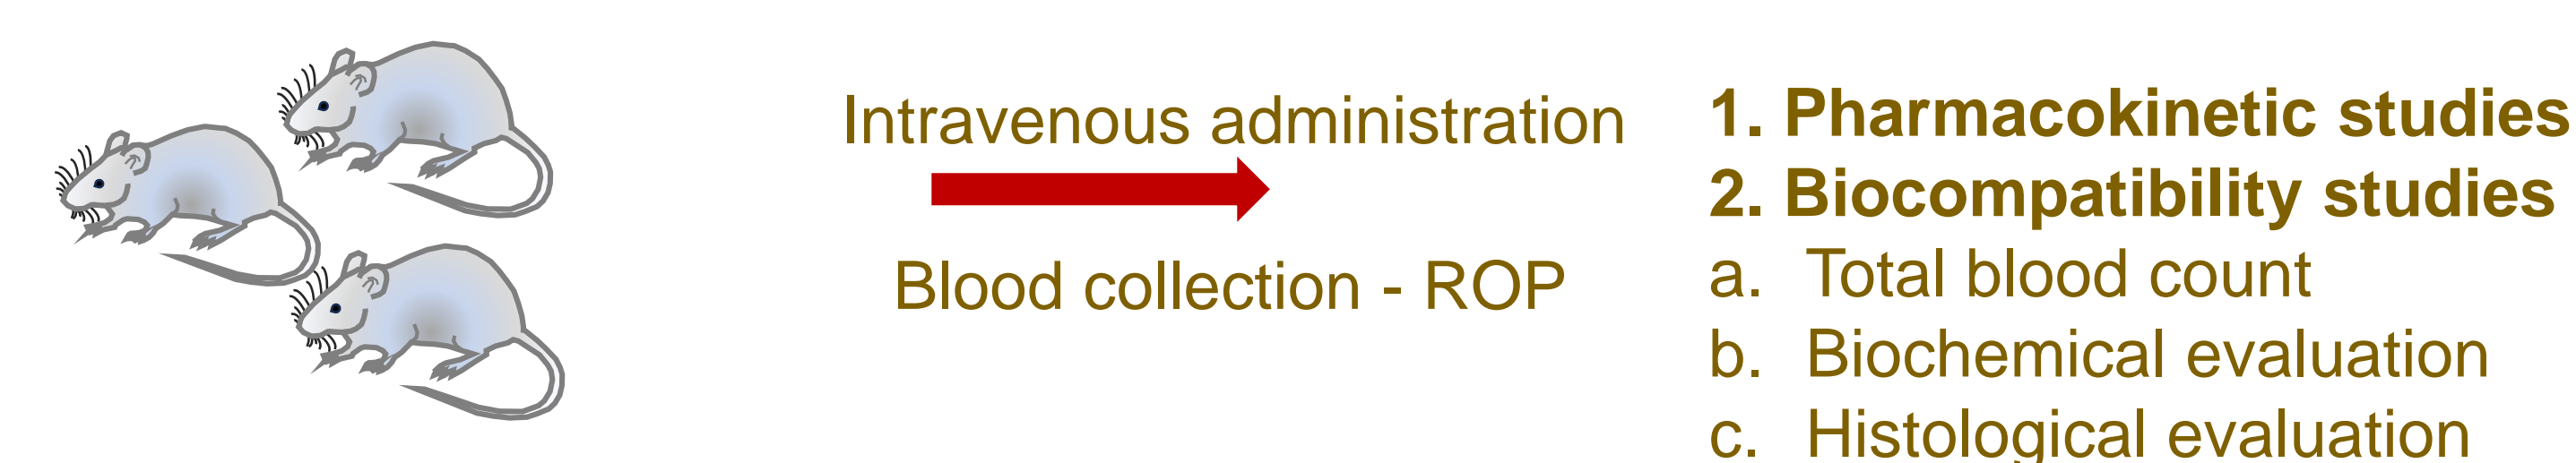 Intravenous administration
Blood collection - ROP
1. Pharmacokinetic studies
2. Biocompatibility studies
a. Total blood count
b. Biochemical evaluation
c. Histological evaluation